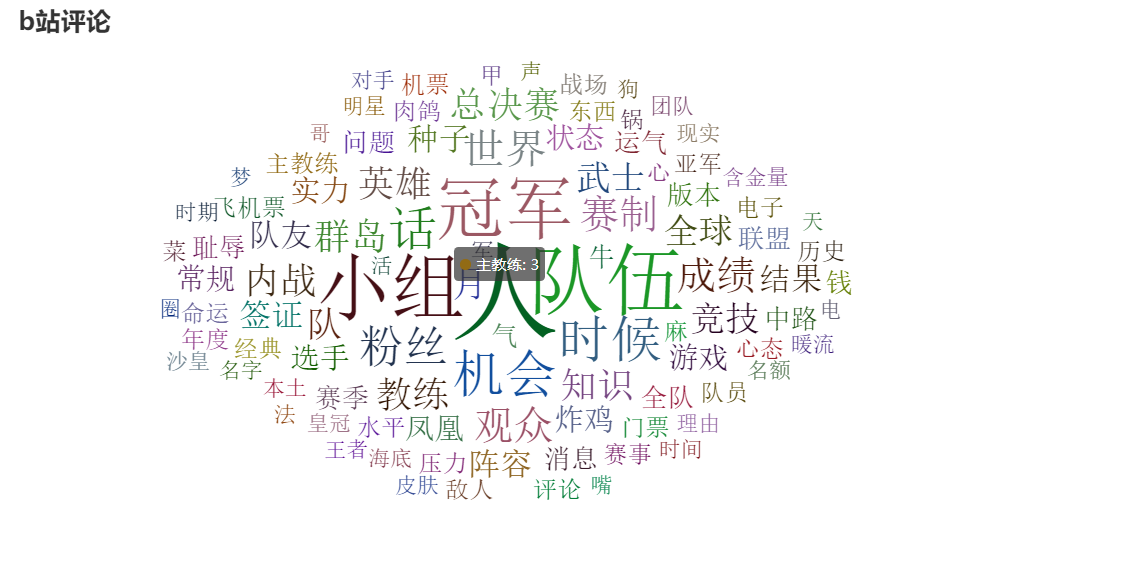 b站评论
甲 声
对手 机票 战场 狗
明星 肉鸽 总决赛 东西 锅 团队
哥 问题 种子 世界 状态 运气 现实
主教练 亚军
梦 实力 英雄 冠军 武士 心 含金量
时期 飞机票 版本 电子
队友 群岛 话 赛制 全球 联盟 天
菜 耻辱 军 牛 历史
主教练: 3
常规 内战 活 小组 月 人 队伍 成绩 结果 钱
圈 命运 签证 队 气 时候 麻 竞技 中路 电
年度 经典 选手 粉丝 游戏 心态 暖流
沙皇 名字 机会 知识 名额
本土 赛季 教练 全队 队员
法 皇冠 水平 凤凰 观众 炸鸡 门票 理由
王者 海底 压力 阵容 消息 赛事 时间
皮肤 敌人 评论 嘴